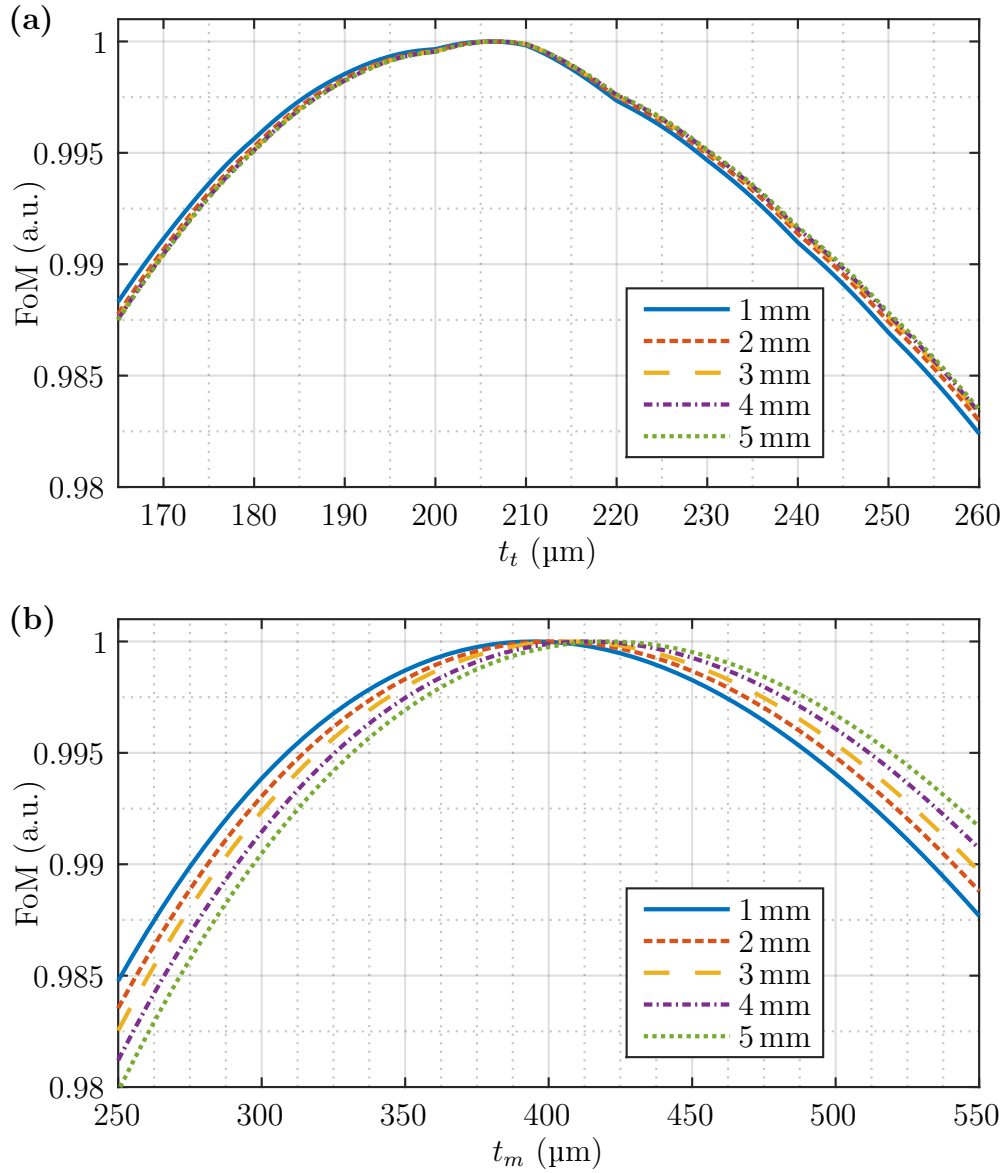 (a)
FoM (a.u.)
1
0.995
0.99
0.985
0.98
170 180 190 200 210 220 230 240 250 260
t_t (µm)
1 mm
2 mm
3 mm
4 mm
5 mm
(b)
FoM (a.u.)
1
0.995
0.99
0.985
0.98
250 300 350 400 450 500 550
t_m (µm)
1 mm
2 mm
3 mm
4 mm
5 mm